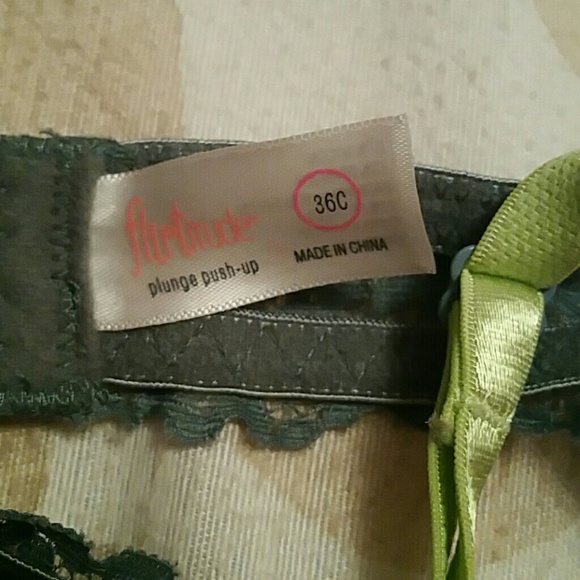 Flirtitude
36C
plunge push-up
MADE IN CHINA